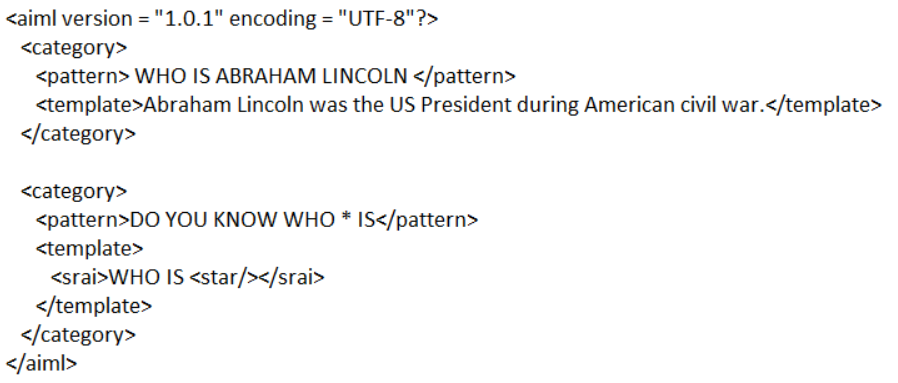 <aiml version = "1.0.1" encoding = "UTF-8"?>
<category>
<pattern> WHO IS ABRAHAM LINCOLN </pattern>
<template>Abraham Lincoln was the US President during American civil war.</template>
</category>
<category>
<pattern>DO YOU KNOW WHO * IS</pattern>
<template>
<srai>WHO IS <star/></srai>
</template>
</category>
</aiml>